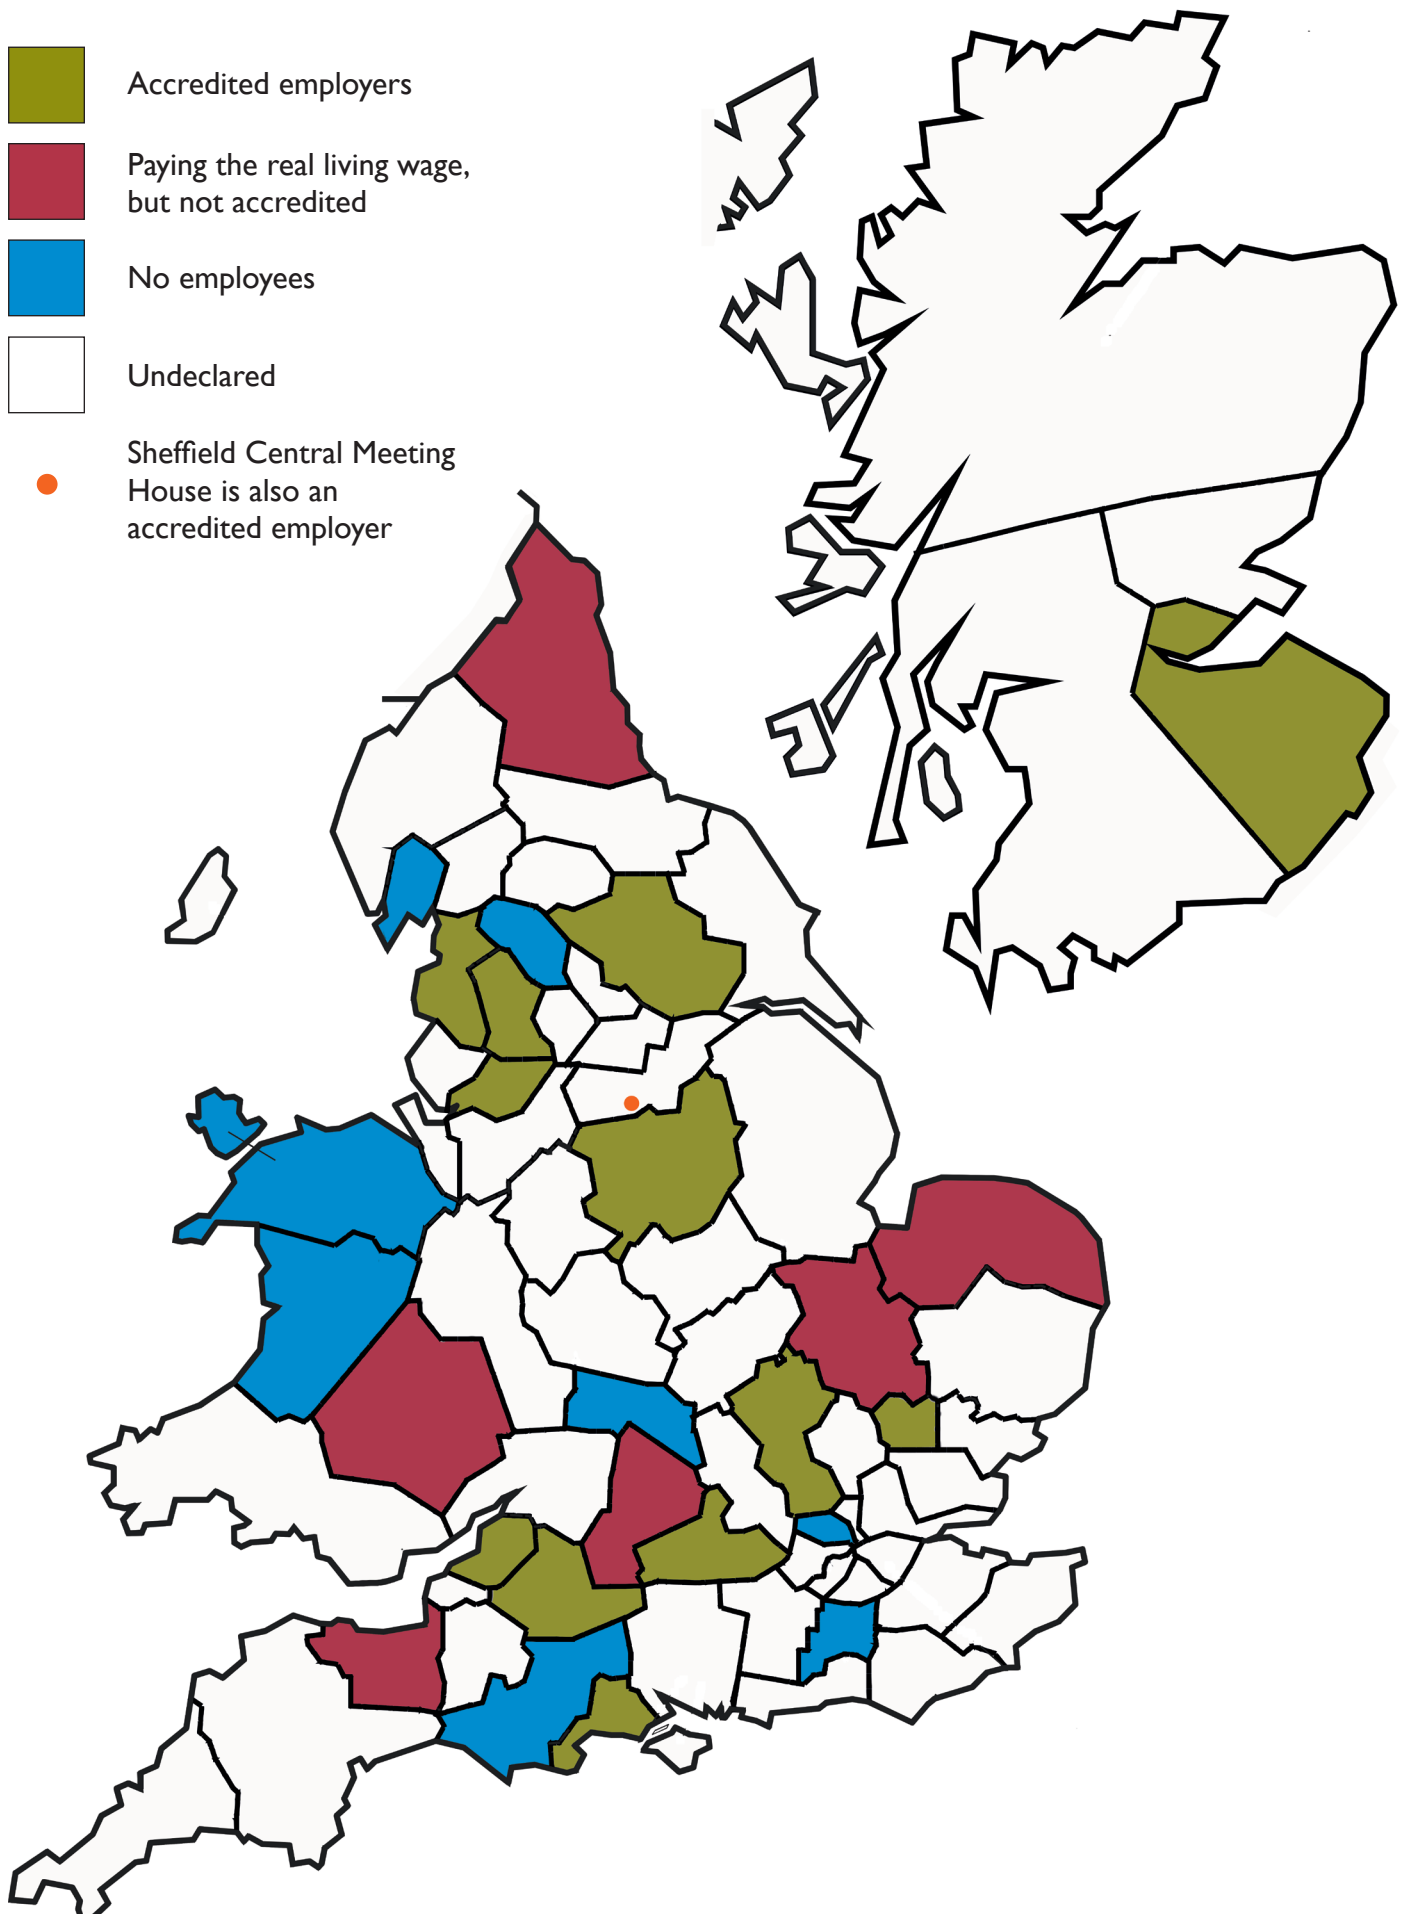 Accredited employers
Paying the real living wage,
but not accredited
No employees
Undeclared
Sheffield Central Meeting
House is also an
accredited employer